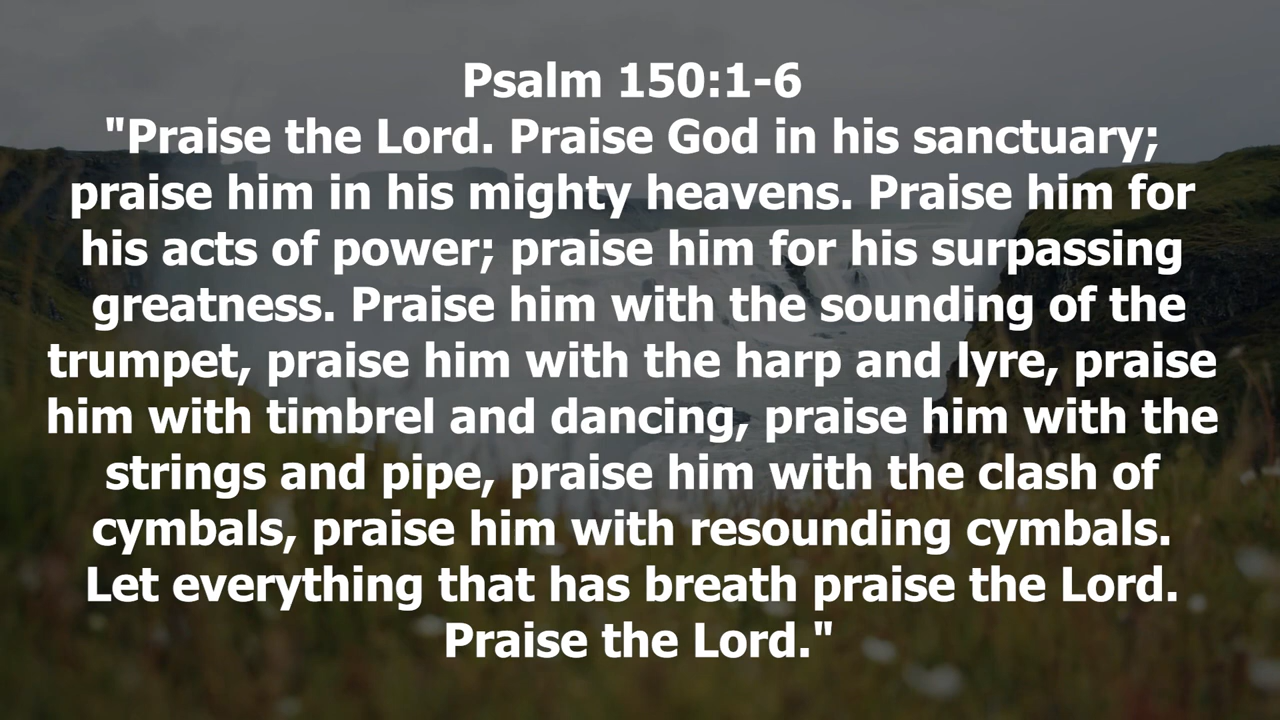 Psalm 150:1-6
"Praise the Lord. Praise God in his sanctuary;
praise him in his mighty heavens. Praise him for
his acts of power; praise him for his surpassing
greatness. Praise him with the sounding of the
trumpet, praise him with the harp and lyre, praise
him with timbrel and dancing, praise him with the
strings and pipe, praise him with the clash of
cymbals, praise him with resounding cymbals.
Let everything that has breath praise the Lord.
Praise the Lord."